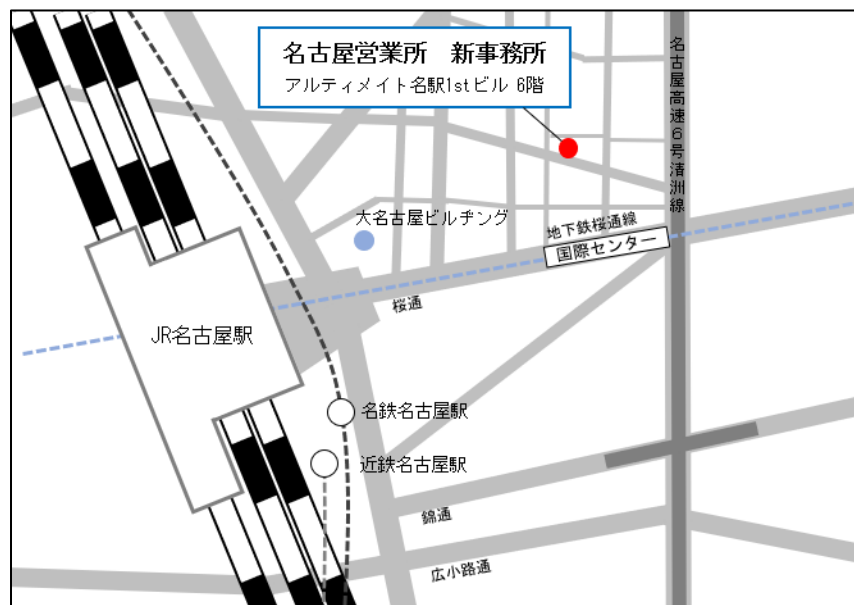 名古屋営業所　新事務所
アルティメイト名駅1stビル 6階
名古屋高速6号清洲線
大名古屋ビルヂング
地下鉄桜通線
国際センター
桜通
JR名古屋駅
名鉄名古屋駅
近鉄名古屋駅
錦通
広小路通